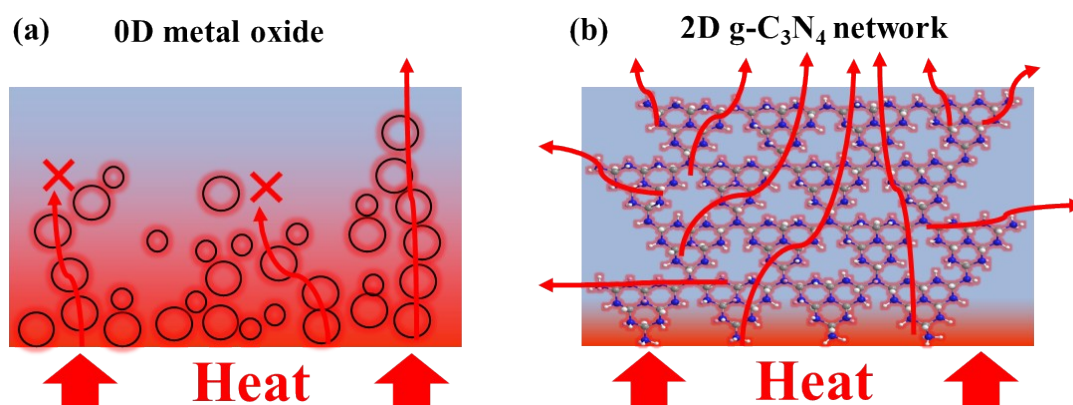 (a) 0D metal oxide
(b) 2D g-C₃N₄ network
Heat
Heat